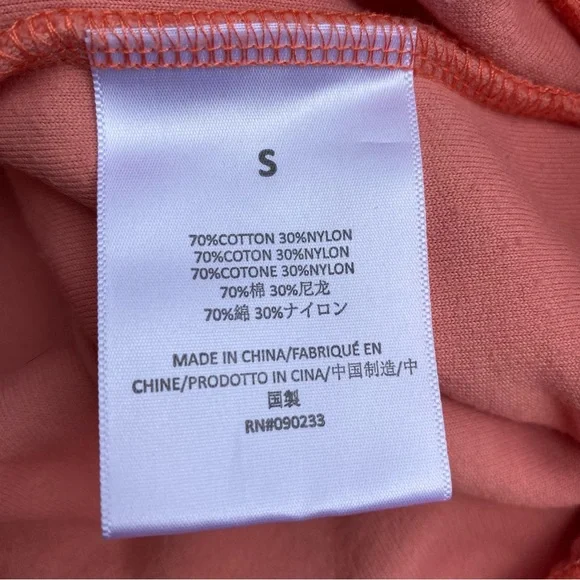 S
70%COTTON 30%NYLON
70%COTON 30%NYLON
70%COTONE 30%NYLON
70%棉 30%尼龙
70%綿 30%ナイロン
MADE IN CHINA/FABRIQUÉ EN
CHINE/PRODOTTO IN CINA/中国制造/中
国製
RN#090233